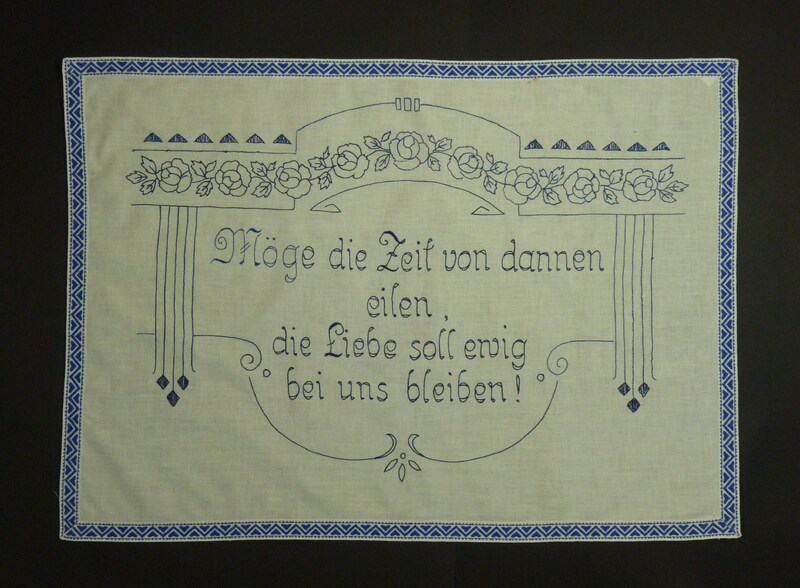 Möge die Zeit von dannen
eilen,
die Liebe soll ewig
bei uns bleiben!